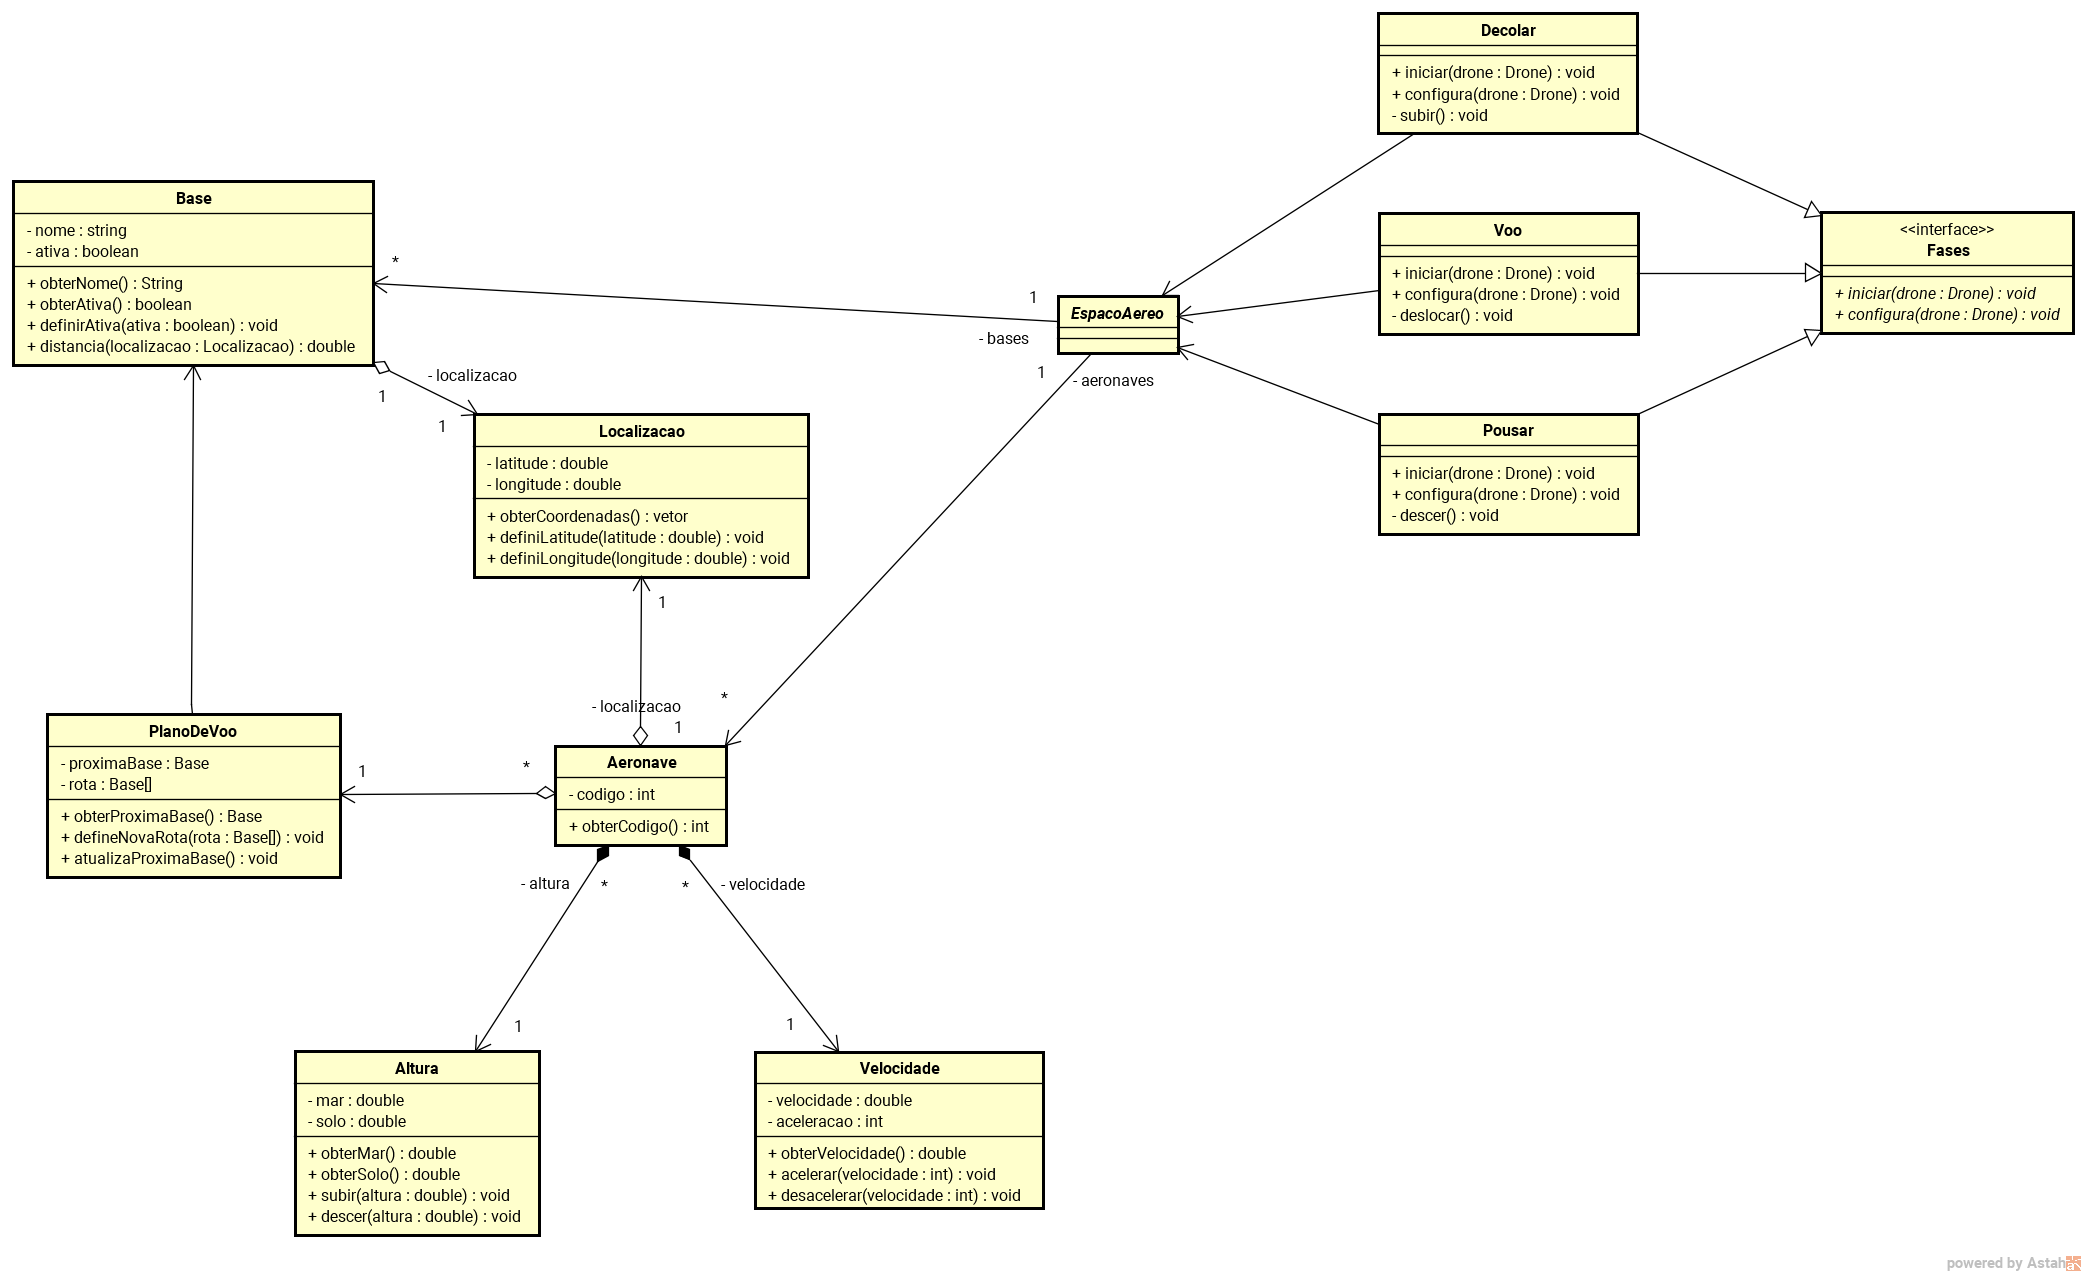 Decolar
+ iniciar(drone : Drone) : void
+ configura(drone : Drone) : void
- subir() : void
Base
- nome : string
- ativa : boolean
+ obterNome() : String
+ obterAtiva() : boolean
+ definirAtiva(ativa : boolean) : void
+ distancia(localizacao : Localizacao) : double
Voo
+ iniciar(drone : Drone) : void
+ configura(drone : Drone) : void
- deslocar() : void
<<interface>>
Fases
+ iniciar(drone : Drone) : void
+ configura(drone : Drone) : void
*
1
EspacoAereo
- bases
1
- aeronaves
- localizacao
1
1
Localizacao
- latitude : double
- longitude : double
+ obterCoordenadas() : vetor
+ definiLatitude(latitude : double) : void
+ definiLongitude(longitude : double) : void
Pousar
+ iniciar(drone : Drone) : void
+ configura(drone : Drone) : void
- descer() : void
1
- localizacao
1
*
PlanoDeVoo
- proximaBase : Base
- rota : Base[]
+ obterProximaBase() : Base
+ defineNovaRota(rota : Base[]) : void
+ atualizaProximaBase() : void
1
*
Aeronave
- codigo : int
+ obterCodigo() : int
- altura
*
*
- velocidade
1
1
Altura
- mar : double
- solo : double
+ obterMar() : double
+ obterSolo() : double
+ subir(altura : double) : void
+ descer(altura : double) : void
Velocidade
- velocidade : double
- aceleracao : int
+ obterVelocidade() : double
+ acelerar(velocidade : int) : void
+ desacelerar(velocidade : int) : void
powered by Astah